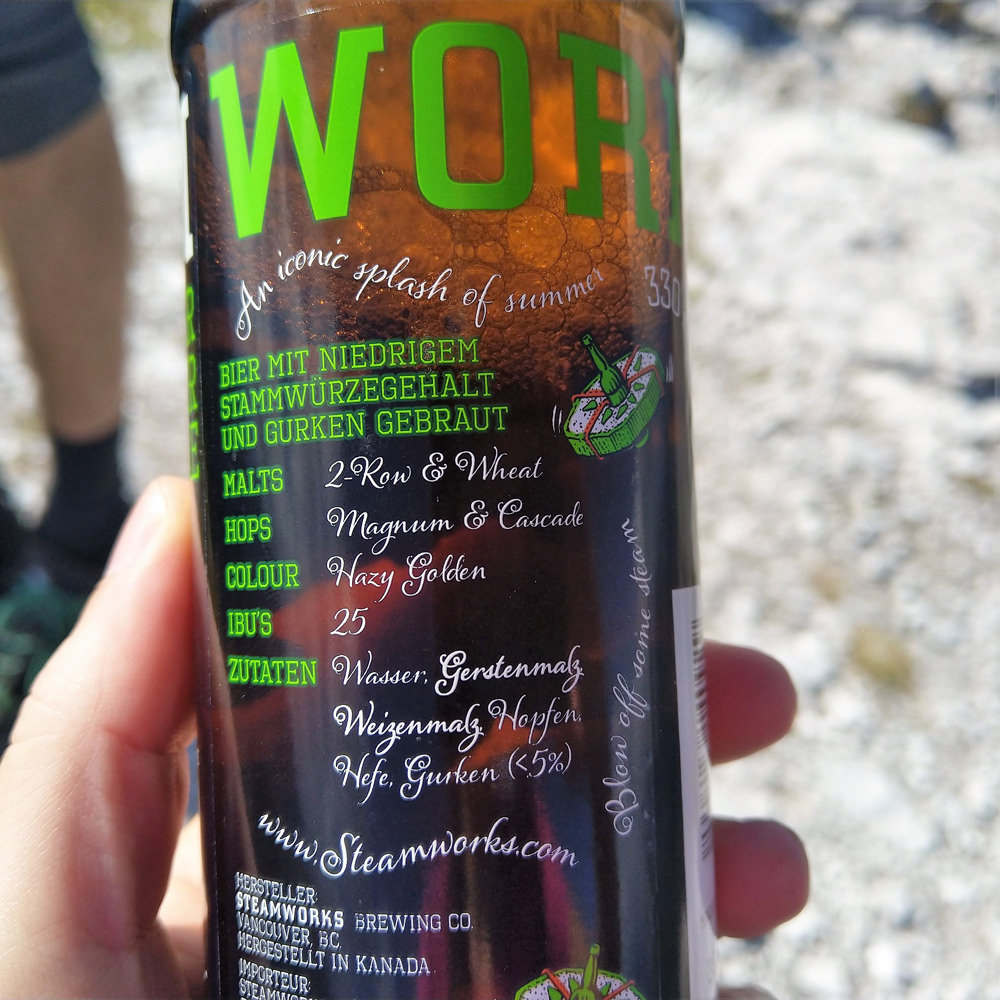 WOR
An iconic splash of summer
330
BIER MIT NIEDRIGEM
STAMMWÜRZEGEHALT
UND GURKEN GEBRAUT
MALTS 2-Row & Wheat
HOPS Magnum & Cascade
COLOUR Hazy Golden
IBU'S 25
ZUTATEN Wasser, Gerstenmalz,
Weizenmalz, Hopfen,
Hefe, Gurken (<.5%)
Blow off some steam
www.Steamworks.com
HERSTELLER:
STEAMWORKS BREWING CO.
VANCOUVER, BC.
HERGESTELLT IN KANADA
IMPORTEUR: